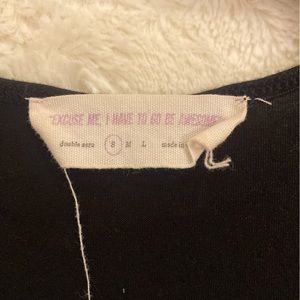 "EXCUSE ME, I HAVE TO GO BE AWESOME"
double zero S M L made in